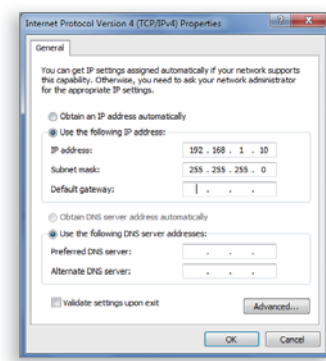 Internet Protocol Version 4 (TCP/IPv4) Properties
General
You can get IP settings assigned automatically if your network supports
this capability. Otherwise, you need to ask your network administrator
for the appropriate IP settings.
Obtain an IP address automatically
Use the following IP address:
IP address: 192 . 168 . 1 . 10
Subnet mask: 255 . 255 . 255 . 0
Default gateway: . . .
Obtain DNS server address automatically
Use the following DNS server addresses:
Preferred DNS server: . . .
Alternate DNS server: . . .
Validate settings upon exit
Advanced...
OK Cancel